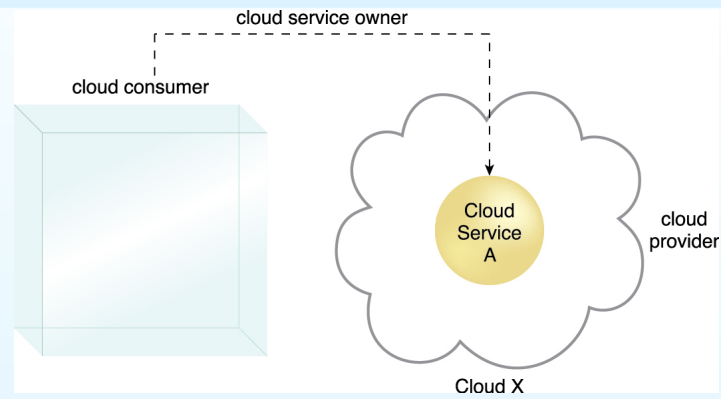 cloud service owner
cloud consumer
Cloud
Service
A
cloud
provider
Cloud X